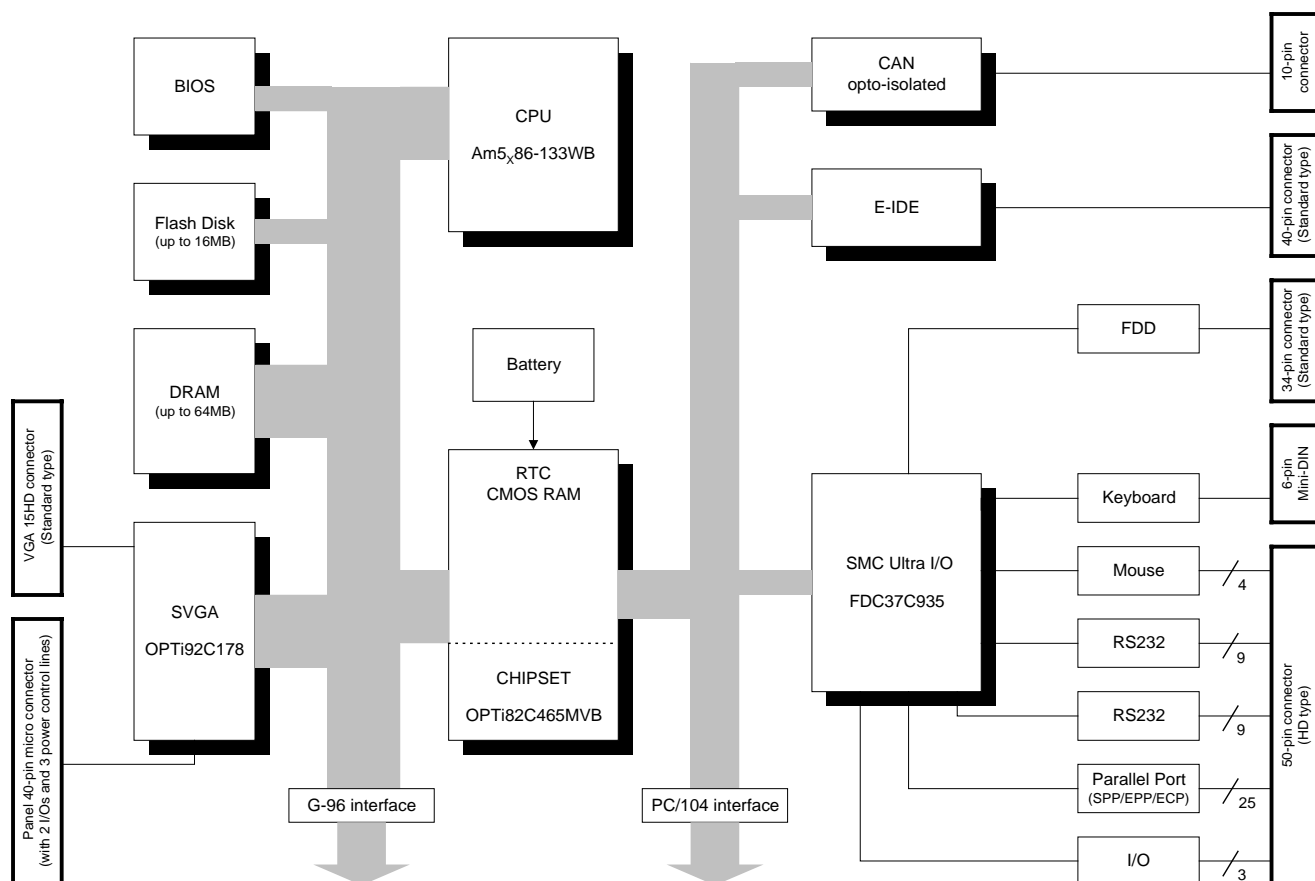 BIOS
Flash Disk
(up to 16MB)
DRAM
(up to 64MB)
SVGA
OPTi92C178
VGA 15HD connector
(Standard type)
Panel 40-pin micro connector
(with 2 I/Os and 3 power control lines)
CPU
Am5x86-133WB
Battery
RTC
CMOS RAM
CHIPSET
OPTi82C465MVB
G-96 interface
PC/104 interface
CAN
opto-isolated
E-IDE
SMC Ultra I/O
FDC37C935
FDD
Keyboard
Mouse
4
RS232
9
RS232
9
Parallel Port
(SPP/EPP/ECP)
25
I/O
3
10-pin
connector
40-pin connector
(Standard type)
34-pin connector
(Standard type)
6-pin
Mini-DIN
50-pin connector
(HD type)